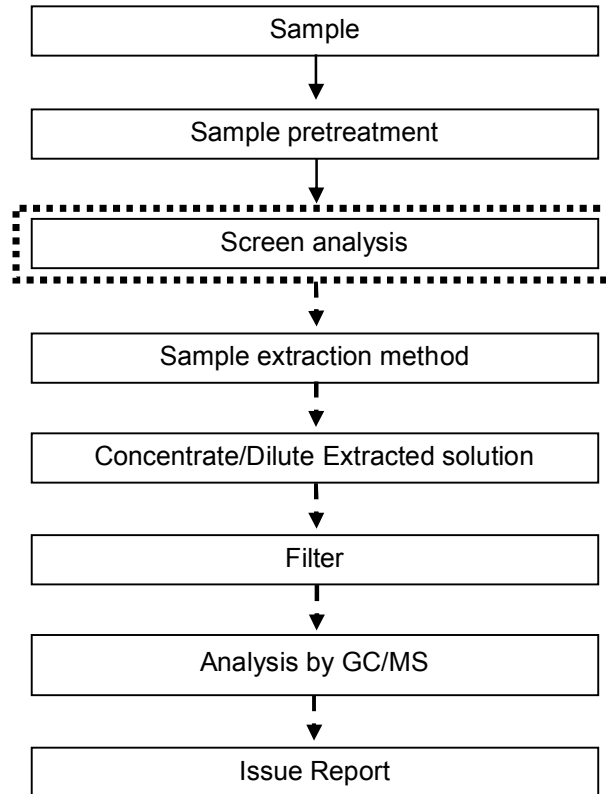 Sample
Sample pretreatment
Screen analysis
Sample extraction method
Concentrate/Dilute Extracted solution
Filter
Analysis by GC/MS
Issue Report